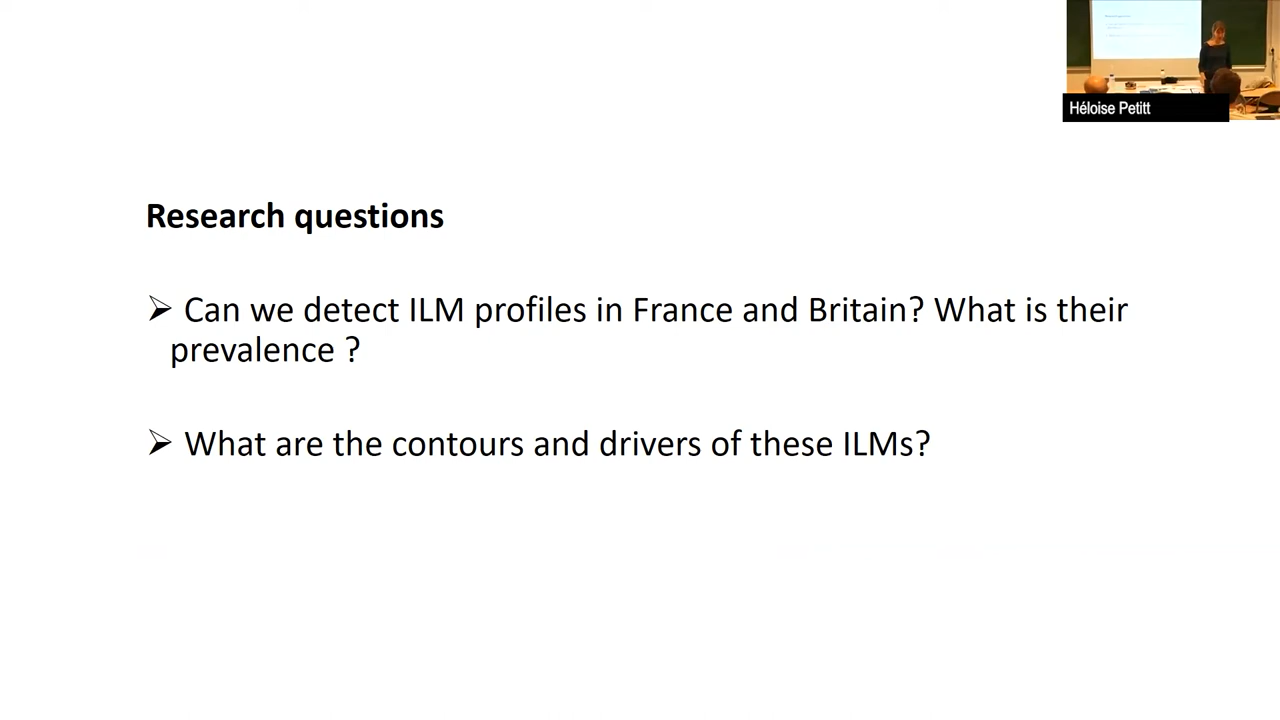 Héloise Petitt
Research questions
➢ Can we detect ILM profiles in France and Britain? What is their
prevalence ?
➢ What are the contours and drivers of these ILMs?